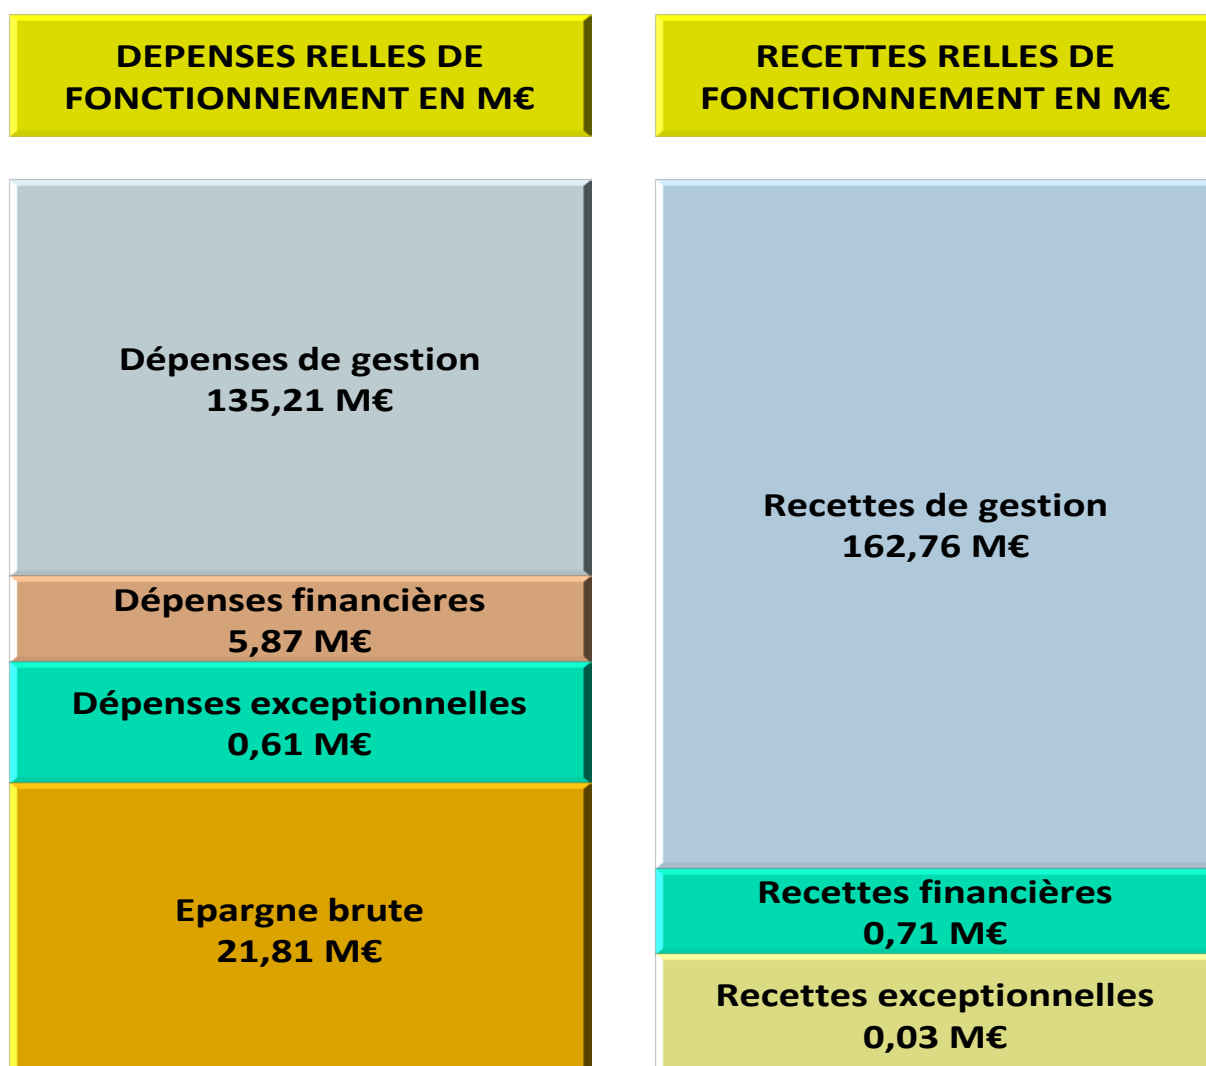 DEPENSES RELLES DE
FONCTIONNEMENT EN M€
Dépenses de gestion
135,21 M€
Dépenses financières
5,87 M€
Dépenses exceptionnelles
0,61 M€
Epargne brute
21,81 M€
RECETTES RELLES DE
FONCTIONNEMENT EN M€
Recettes de gestion
162,76 M€
Recettes financières
0,71 M€
Recettes exceptionnelles
0,03 M€